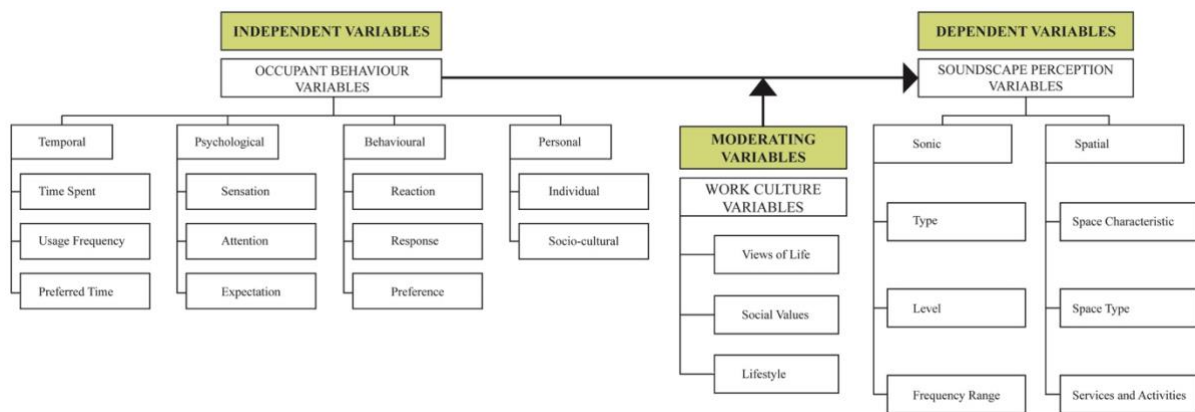 INDEPENDENT VARIABLES
OCCUPANT BEHAVIOUR
VARIABLES
Temporal
Time Spent
Usage Frequency
Preferred Time
Psychological
Sensation
Attention
Expectation
Behavioural
Reaction
Response
Preference
Personal
Individual
Socio-cultural
MODERATING
VARIABLES
WORK CULTURE
VARIABLES
Views of Life
Social Values
Lifestyle
DEPENDENT VARIABLES
SOUNDSCAPE PERCEPTION
VARIABLES
Sonic
Type
Level
Frequency Range
Spatial
Space Characteristic
Space Type
Services and Activities